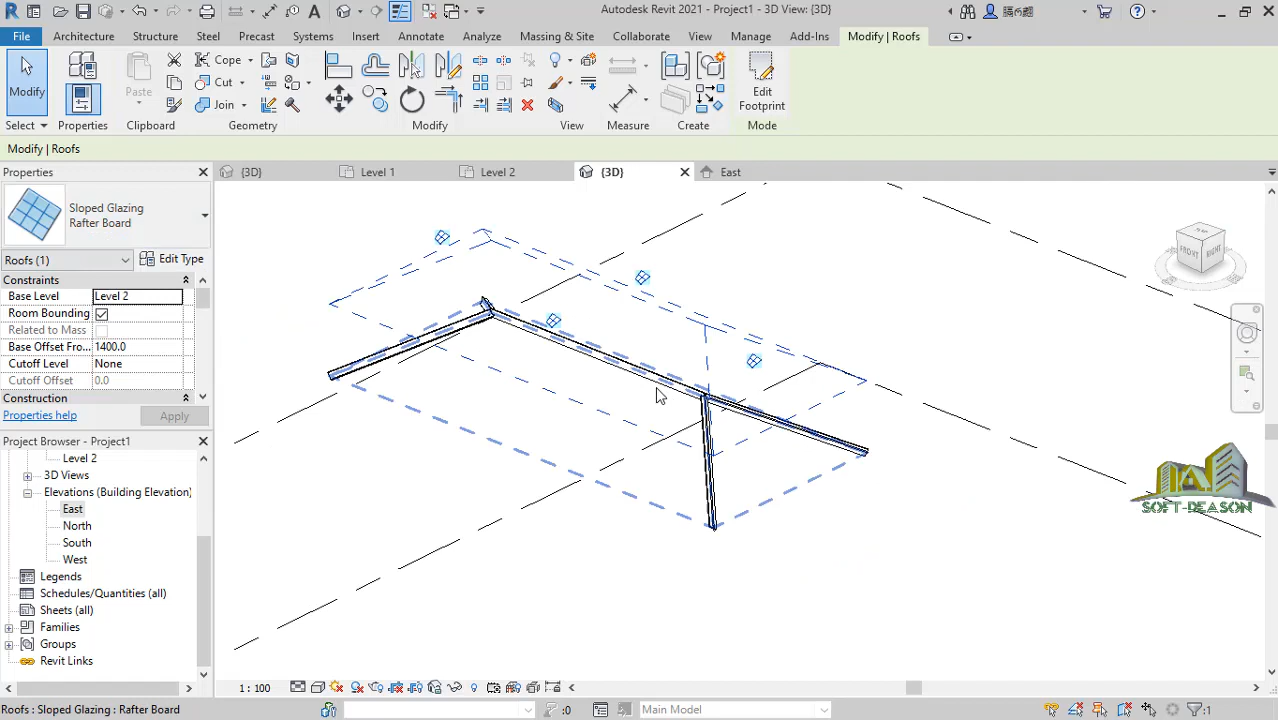 Autodesk Revit 2021 - Project1 - 3D View: {3D}
File Architecture Structure Steel Precast Systems Insert Annotate Analyze Massing & Site Collaborate View Manage Add-Ins Modify | Roofs
Modify
Paste
Cope
Cut
Join
Edit
Footprint
Select Properties Clipboard Geometry Modify View Measure Create Mode
Modify | Roofs
Properties
{3D} Level 1 Level 2 {3D} East
Sloped Glazing
Rafter Board
Roofs (1) Edit Type
Constraints
Base Level Level 2
Room Bounding
Related to Mass
Base Offset Fro... 1400.0
Cutoff Level None
Cutoff Offset 0.0
Construction
Properties help Apply
Project Browser - Project1
Level 2
3D Views
Elevations (Building Elevation)
East
North
South
West
Legends
Schedules/Quantities (all)
Sheets (all)
Families
Groups
Revit Links
FRONT
RIGHT
SOFT-REASON
1 : 100
Roofs : Sloped Glazing : Rafter Board
:0
Main Model
:1